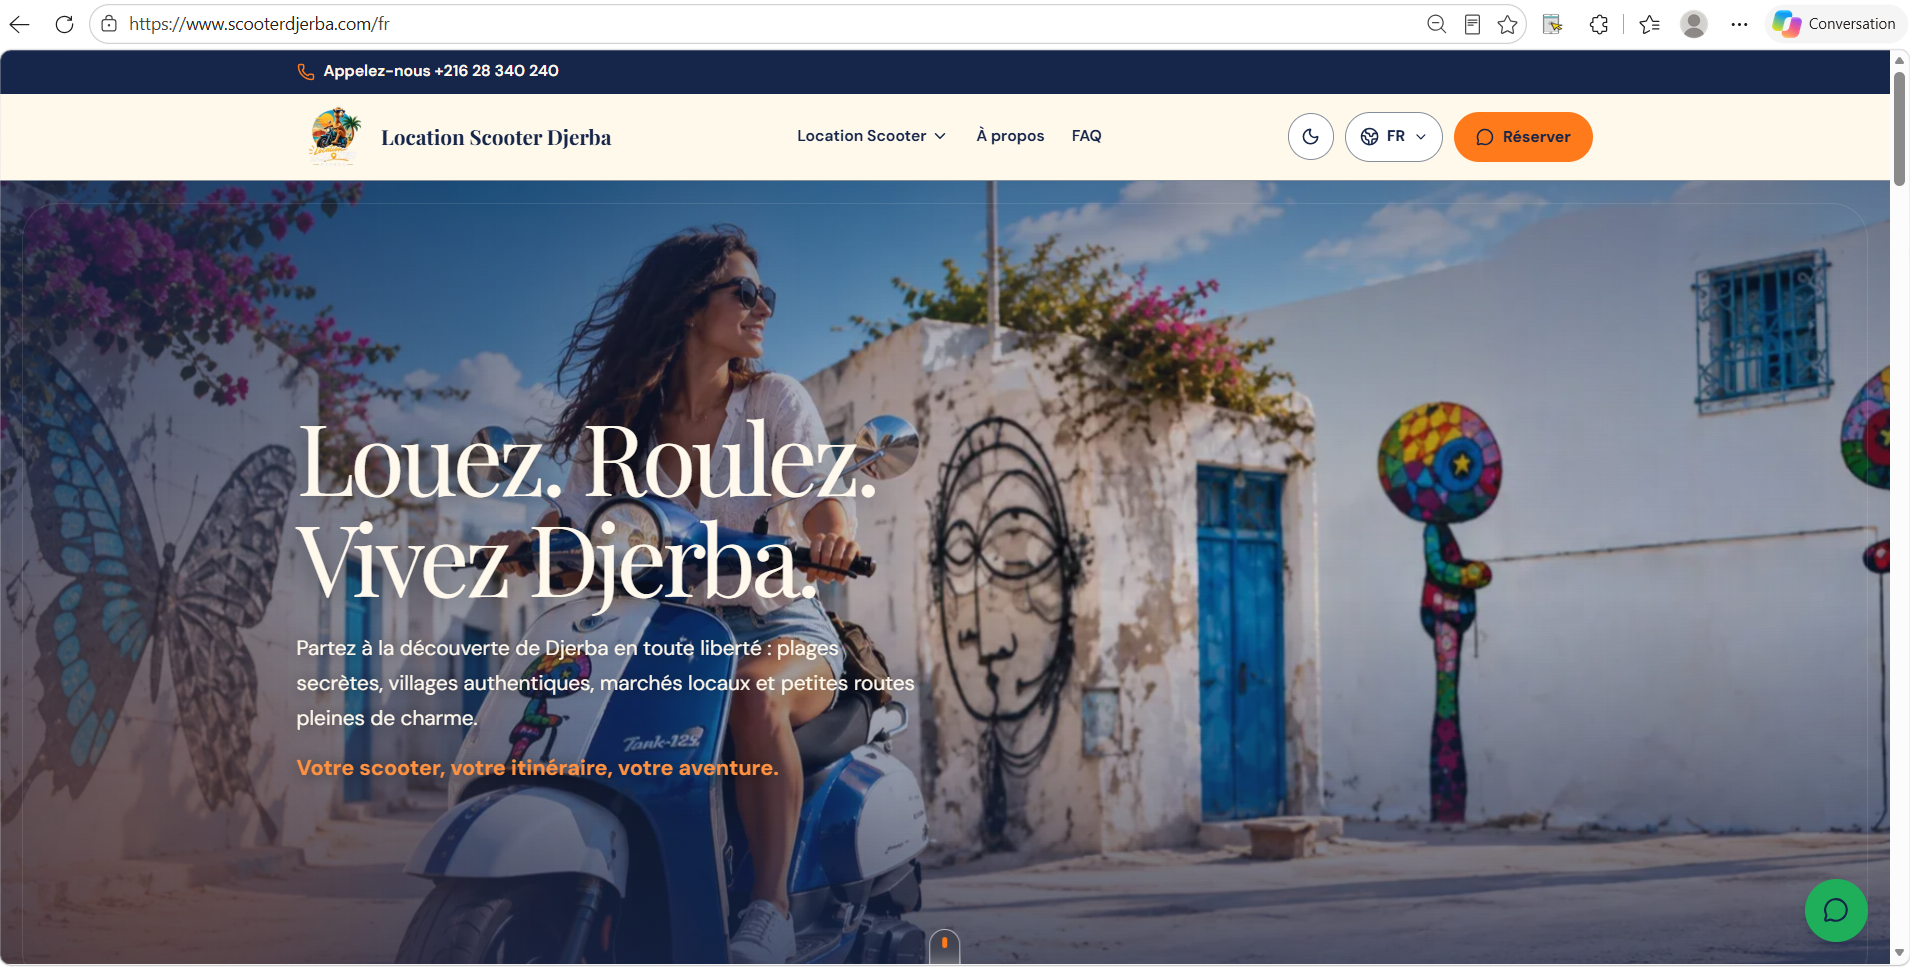 https://www.scooterdjerba.com/fr
Conversation
Appelez-nous +216 28 340 240
Location Scooter Djerba
Location Scooter
À propos
FAQ
FR
Réserver
Louez. Roulez.
Vivez Djerba.
Partez à la découverte de Djerba en toute liberté : plages
secrètes, villages authentiques, marchés locaux et petites routes
pleines de charme.
Tank-125
Votre scooter, votre itinéraire, votre aventure.